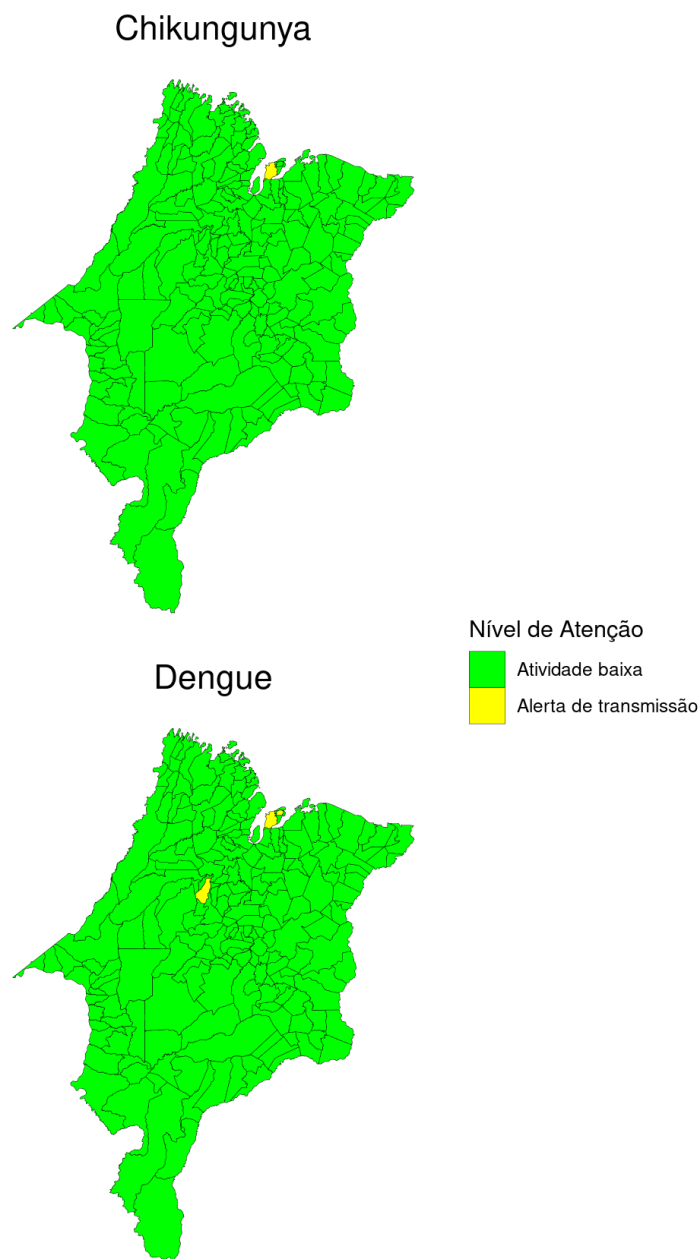 Chikungunya
Nível de Atenção
Atividade baixa
Alerta de transmissão
Dengue